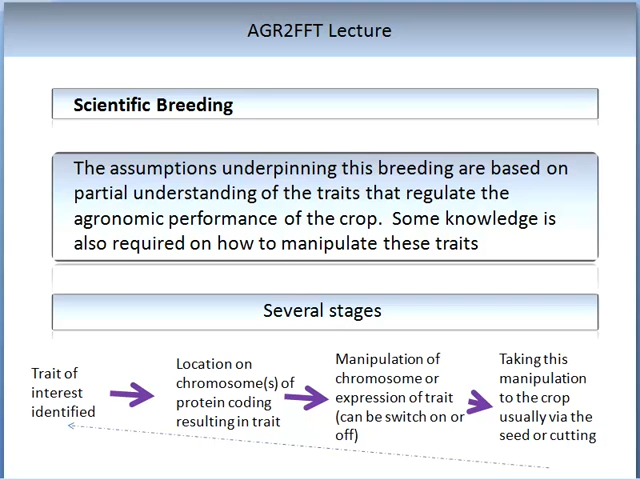 AGR2FFT Lecture
Scientific Breeding
The assumptions underpinning this breeding are based on
partial understanding of the traits that regulate the
agronomic performance of the crop.  Some knowledge is
also required on how to manipulate these traits
Several stages
Trait of
interest
identified
Location on
chromosome(s) of
protein coding
resulting in trait
Manipulation of
chromosome or
expression of trait
(can be switch on or
off)
Taking this
manipulation
to the crop
usually via the
seed or cutting